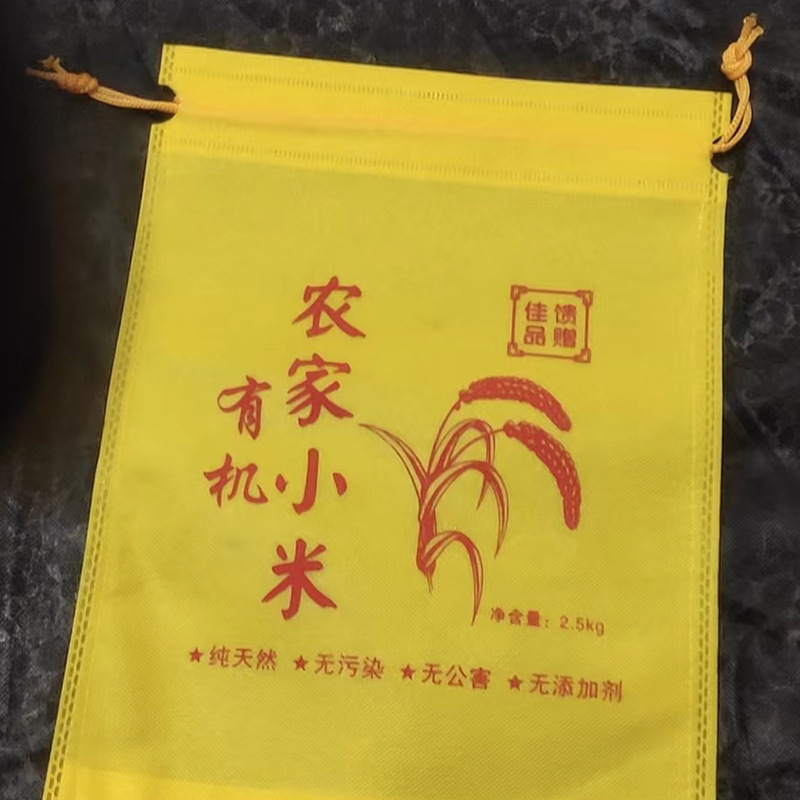 农家小米
有机
馈赠
佳品
净含量：2.5kg
★纯天然 ★无污染 ★无公害 ★无添加剂